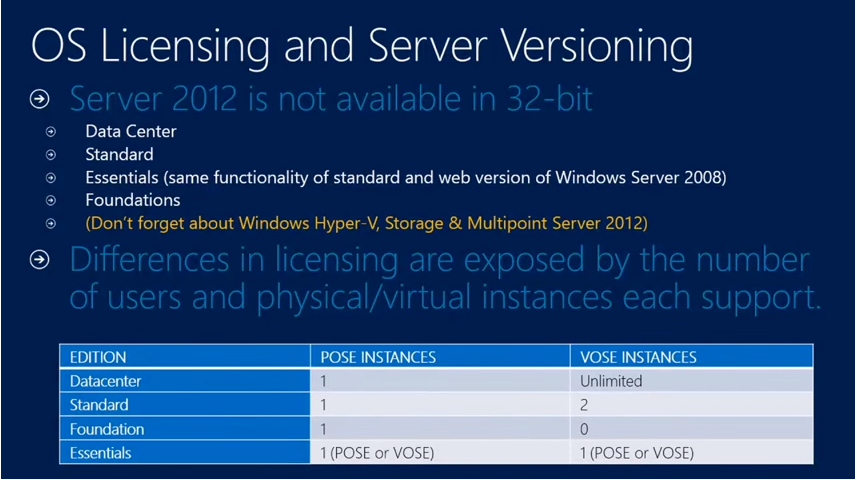 OS Licensing and Server Versioning
Server 2012 is not available in 32-bit
Data Center
Standard
Essentials (same functionality of standard and web version of Windows Server 2008)
Foundations
(Don't forget about Windows Hyper-V, Storage & Multipoint Server 2012)
Differences in licensing are exposed by the number
of users and physical/virtual instances each support.
EDITION POSE INSTANCES VOSE INSTANCES
Datacenter 1 Unlimited
Standard 1 2
Foundation 1 0
Essentials 1 (POSE or VOSE) 1 (POSE or VOSE)